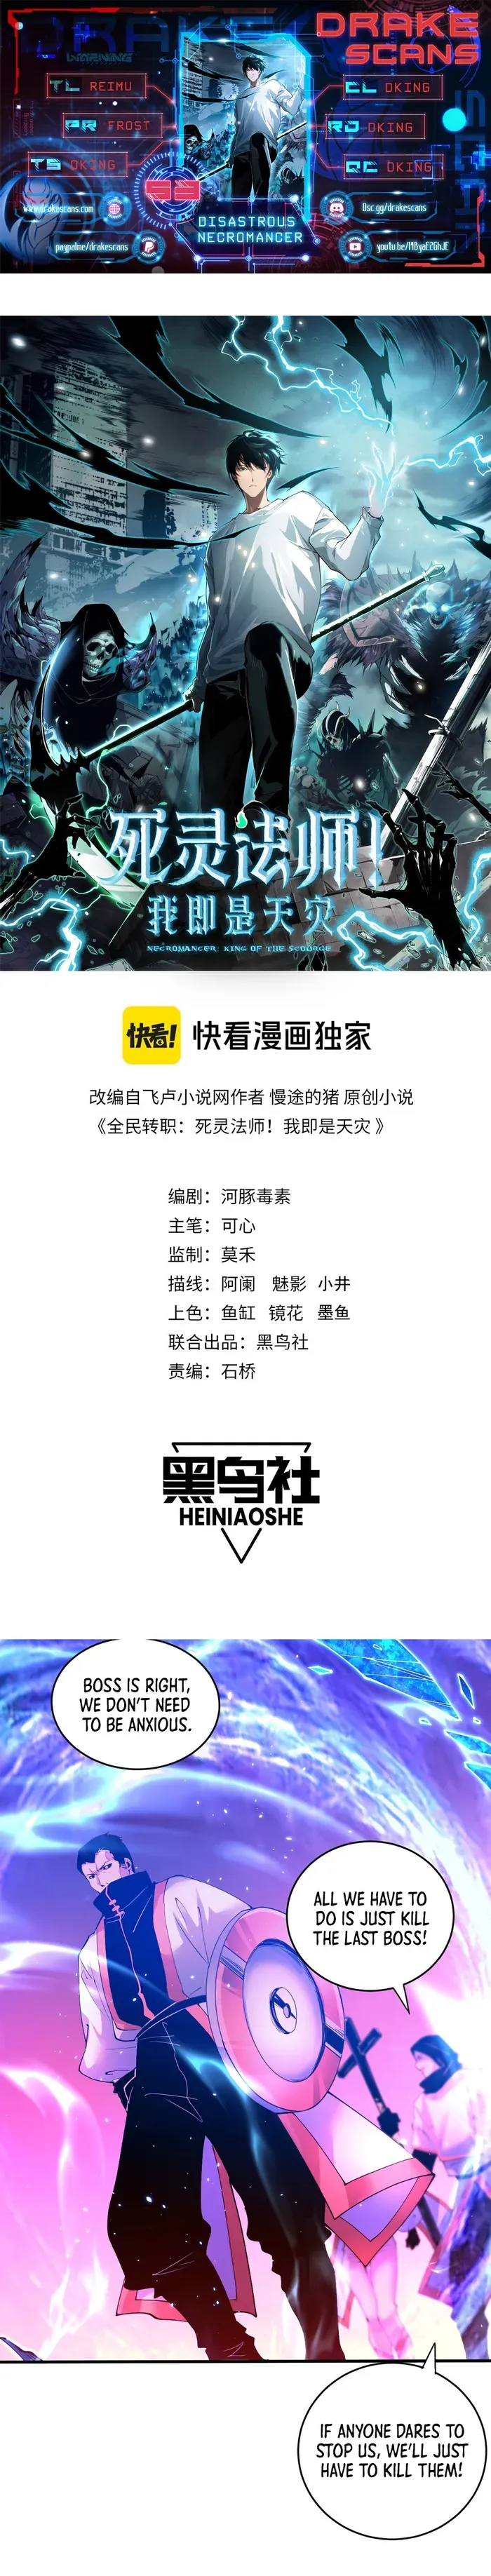 DRAKE
SCANS
WARNING
TL REIMU
CL DKING
PR FROST
RD DKING
TS DKING
QC DKING
53
www.drakescans.com
Dsc.gg/drakescans
DISASTROUS
NECROMANCER
paypalme/drakescans
死灵法师!
我即是天灾
NECROMANCER: KING OF THE SCOURGE
快看!
快看漫画独家
改编自飞卢小说网作者 慢途的猪 原创小说
《全民转职：死灵法师！我即是天灾 》
编剧：河豚毒素
主笔：可心
监制：莫禾
描线：阿阑 魅影 小井
上色：鱼缸 镜花 墨鱼
联合出品：黑鸟社
责编：石桥
黑鸟社
HEINIAOSHE
BOSS IS RIGHT,
WE DON'T NEED
TO BE ANXIOUS.
ALL WE HAVE TO
DO IS JUST KILL
THE LAST BOSS!
IF ANYONE DARES TO
STOP US, WE'LL JUST
HAVE TO KILL THEM!